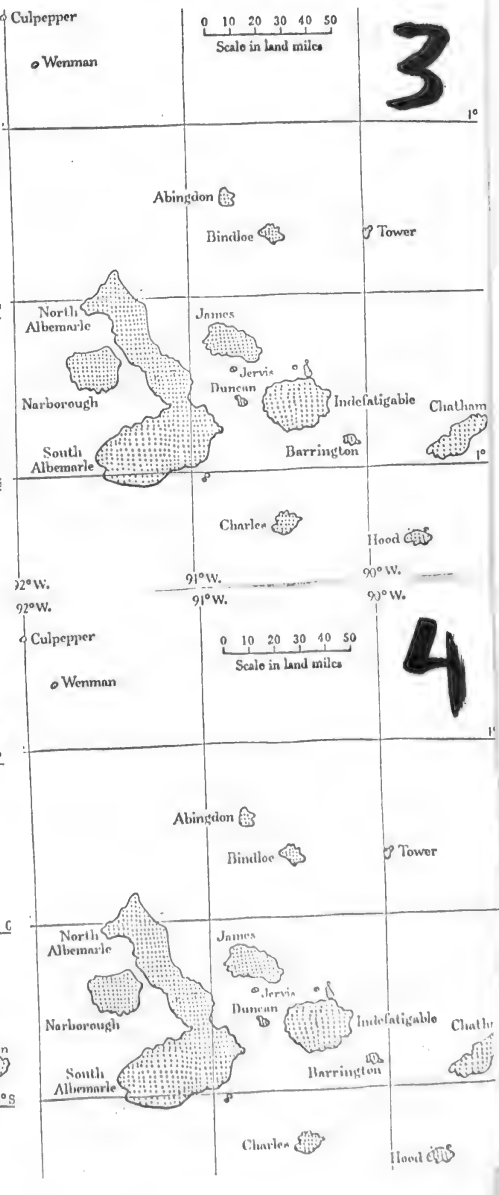 Culpepper
0 10 20 30 40 50
Scale in land miles
3
Wenman
1°
Abingdon
Bindloe
Tower
North
Albemarle
James
Jervis
Narborough
Duncan
Indefatigable
Chatham
South
Albemarle
Barrington
1°
Charles
Hood
92° W.
91° W.
90° W.
92° W.
91° W.
90° W.
Culpepper
0 10 20 30 40 50
Scale in land miles
4
Wenman
1°
Abingdon
Bindloe
Tower
North
Albemarle
James
Jervis
Narborough
Duncan
Indefatigable
South
Albemarle
Barrington
°S
Charles
Hood